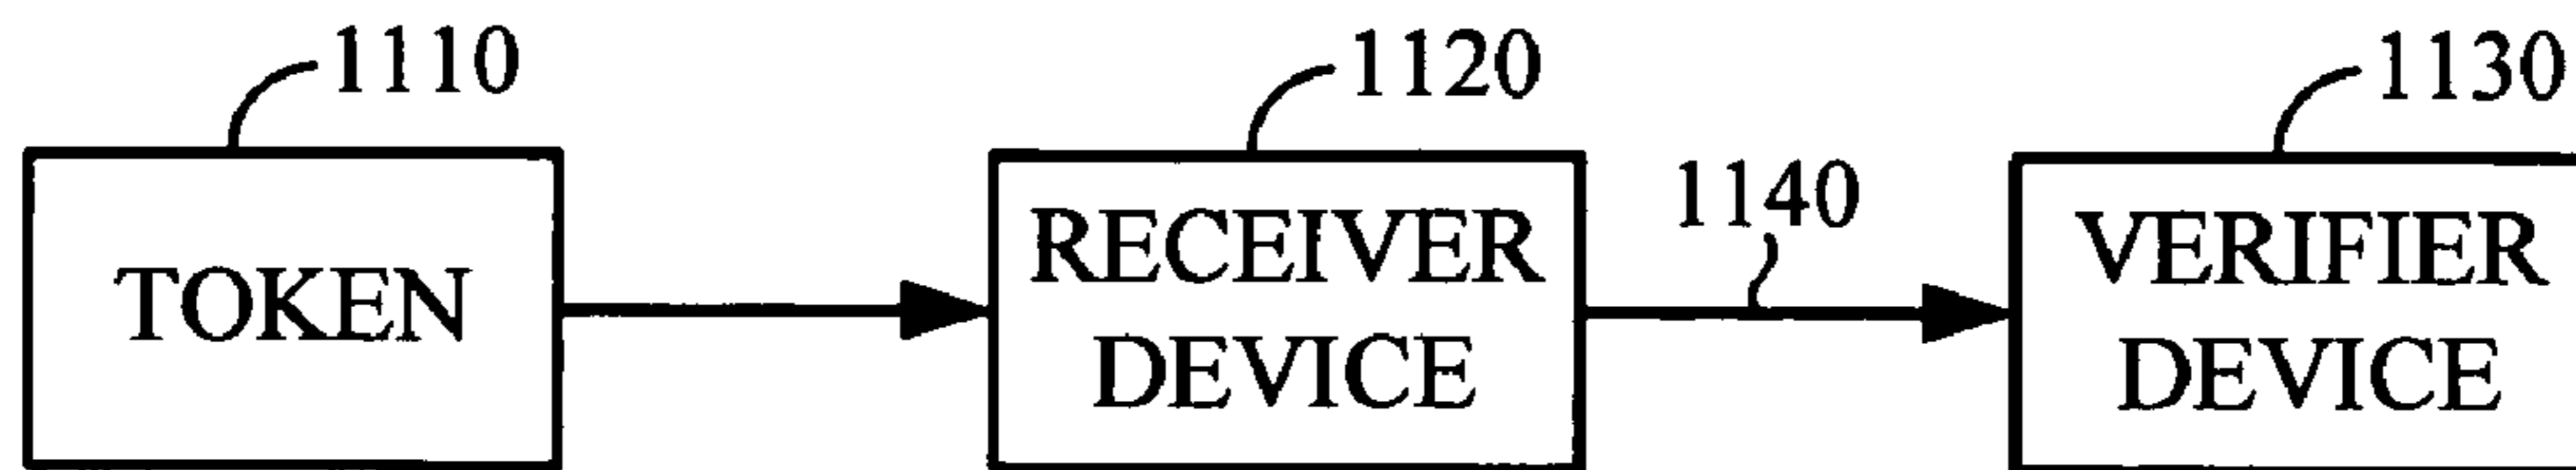 1110
1120
1130
1140
TOKEN
RECEIVER
DEVICE
VERIFIER
DEVICE